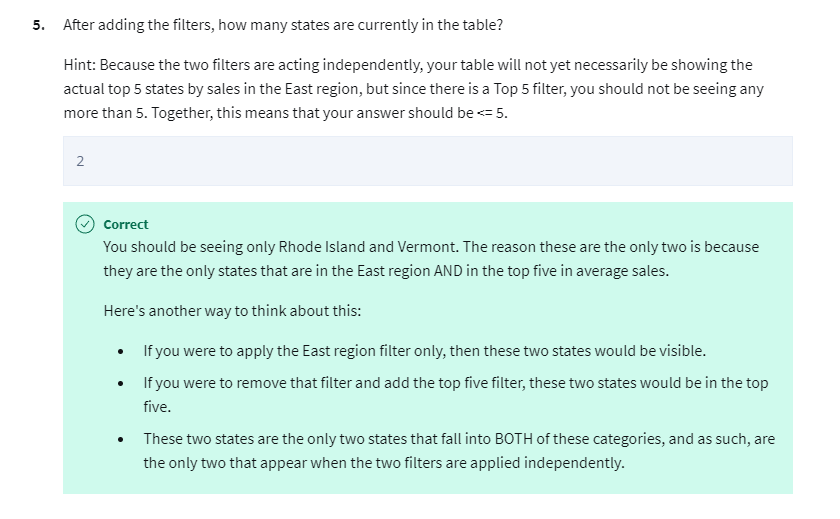 5. After adding the filters, how many states are currently in the table?
Hint: Because the two filters are acting independently, your table will not yet necessarily be showing the
actual top 5 states by sales in the East region, but since there is a Top 5 filter, you should not be seeing any
more than 5. Together, this means that your answer should be <= 5.
2
Correct
You should be seeing only Rhode Island and Vermont. The reason these are the only two is because
they are the only states that are in the East region AND in the top five in average sales.
Here's another way to think about this:
• If you were to apply the East region filter only, then these two states would be visible.
• If you were to remove that filter and add the top five filter, these two states would be in the top
five.
• These two states are the only two states that fall into BOTH of these categories, and as such, are
the only two that appear when the two filters are applied independently.